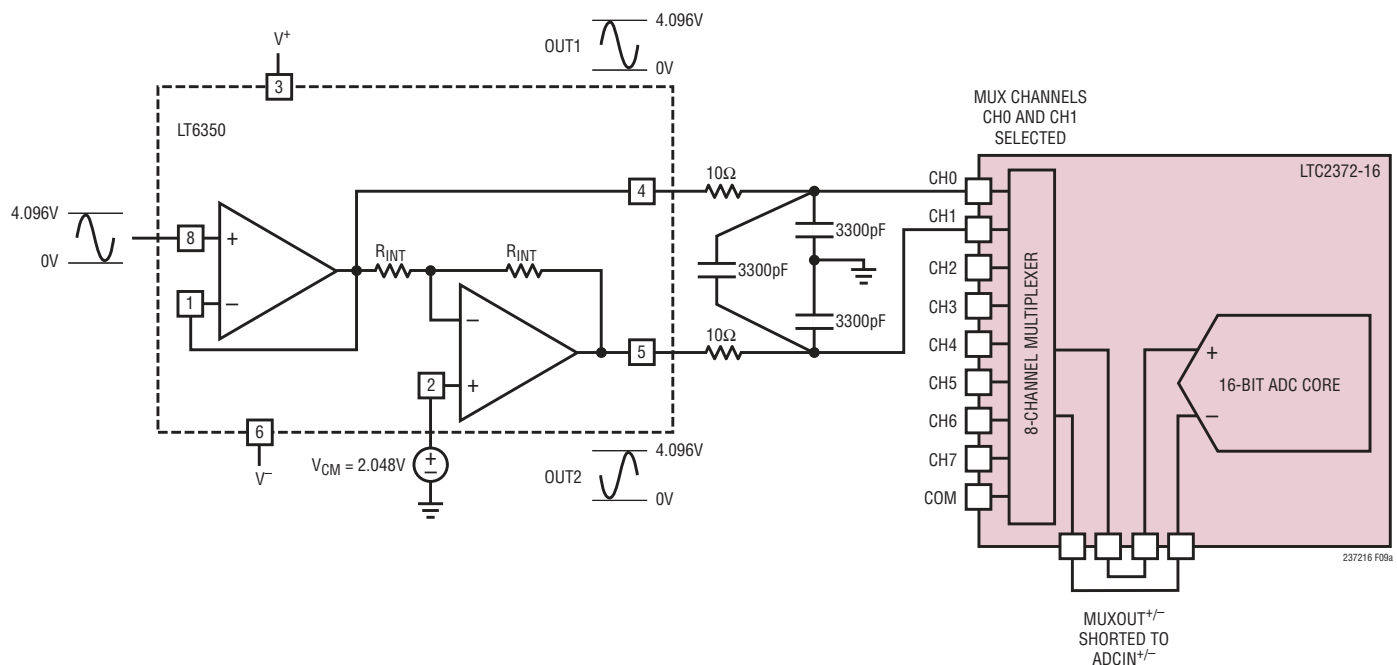 V+
3
OUT1
4.096V
0V
LT6350
4.096V
0V
8
+
1
−
RINT
RINT
4
10Ω
−
2
+
5
10Ω
6
V−
VCM = 2.048V
+
−
OUT2
4.096V
0V
3300pF
3300pF
3300pF
MUX CHANNELS
CH0 AND CH1
SELECTED
LTC2372-16
CH0
CH1
CH2
CH3
CH4
CH5
CH6
CH7
COM
8-CHANNEL MULTIPLEXER
+
16-BIT ADC CORE
−
237216 F09a
MUXOUT+/−
SHORTED TO
ADCIN+/−